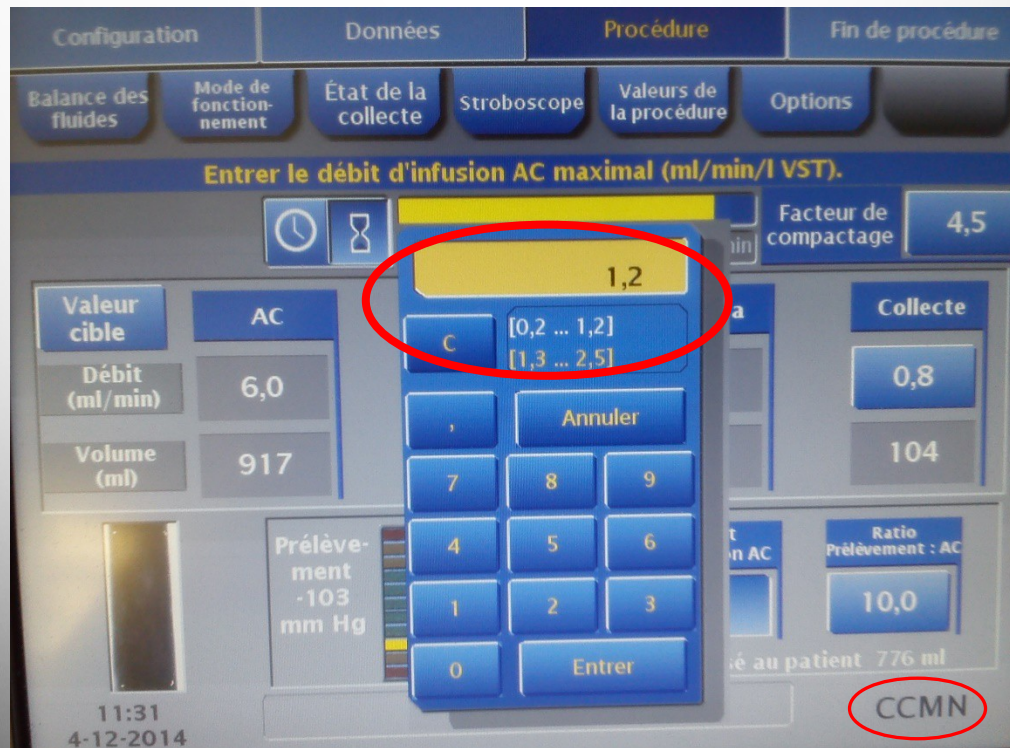 Configuration
Données
Procédure
Fin de procédure
Balance des
fluides
Mode de
fonction-
nement
État de la
collecte
Stroboscope
Valeurs de
la procédure
Options
Entrer le débit d'infusion AC maximal (ml/min/l VST).
Facteur de
compactage
4,5
1,2
C
[0,2 ... 1,2]
[1,3 ... 2,5]
Valeur
cible
AC
Collecte
Débit
(ml/min)
6,0
0,8
,
Annuler
Volume
(ml)
917
104
7
8
9
4
5
6
1
2
3
0
Entrer
Prélève-
ment
-103
mm Hg
AC
Ratio
Prélèvement : AC
10,0
au patient 776 ml
11:31
4-12-2014
CCMN